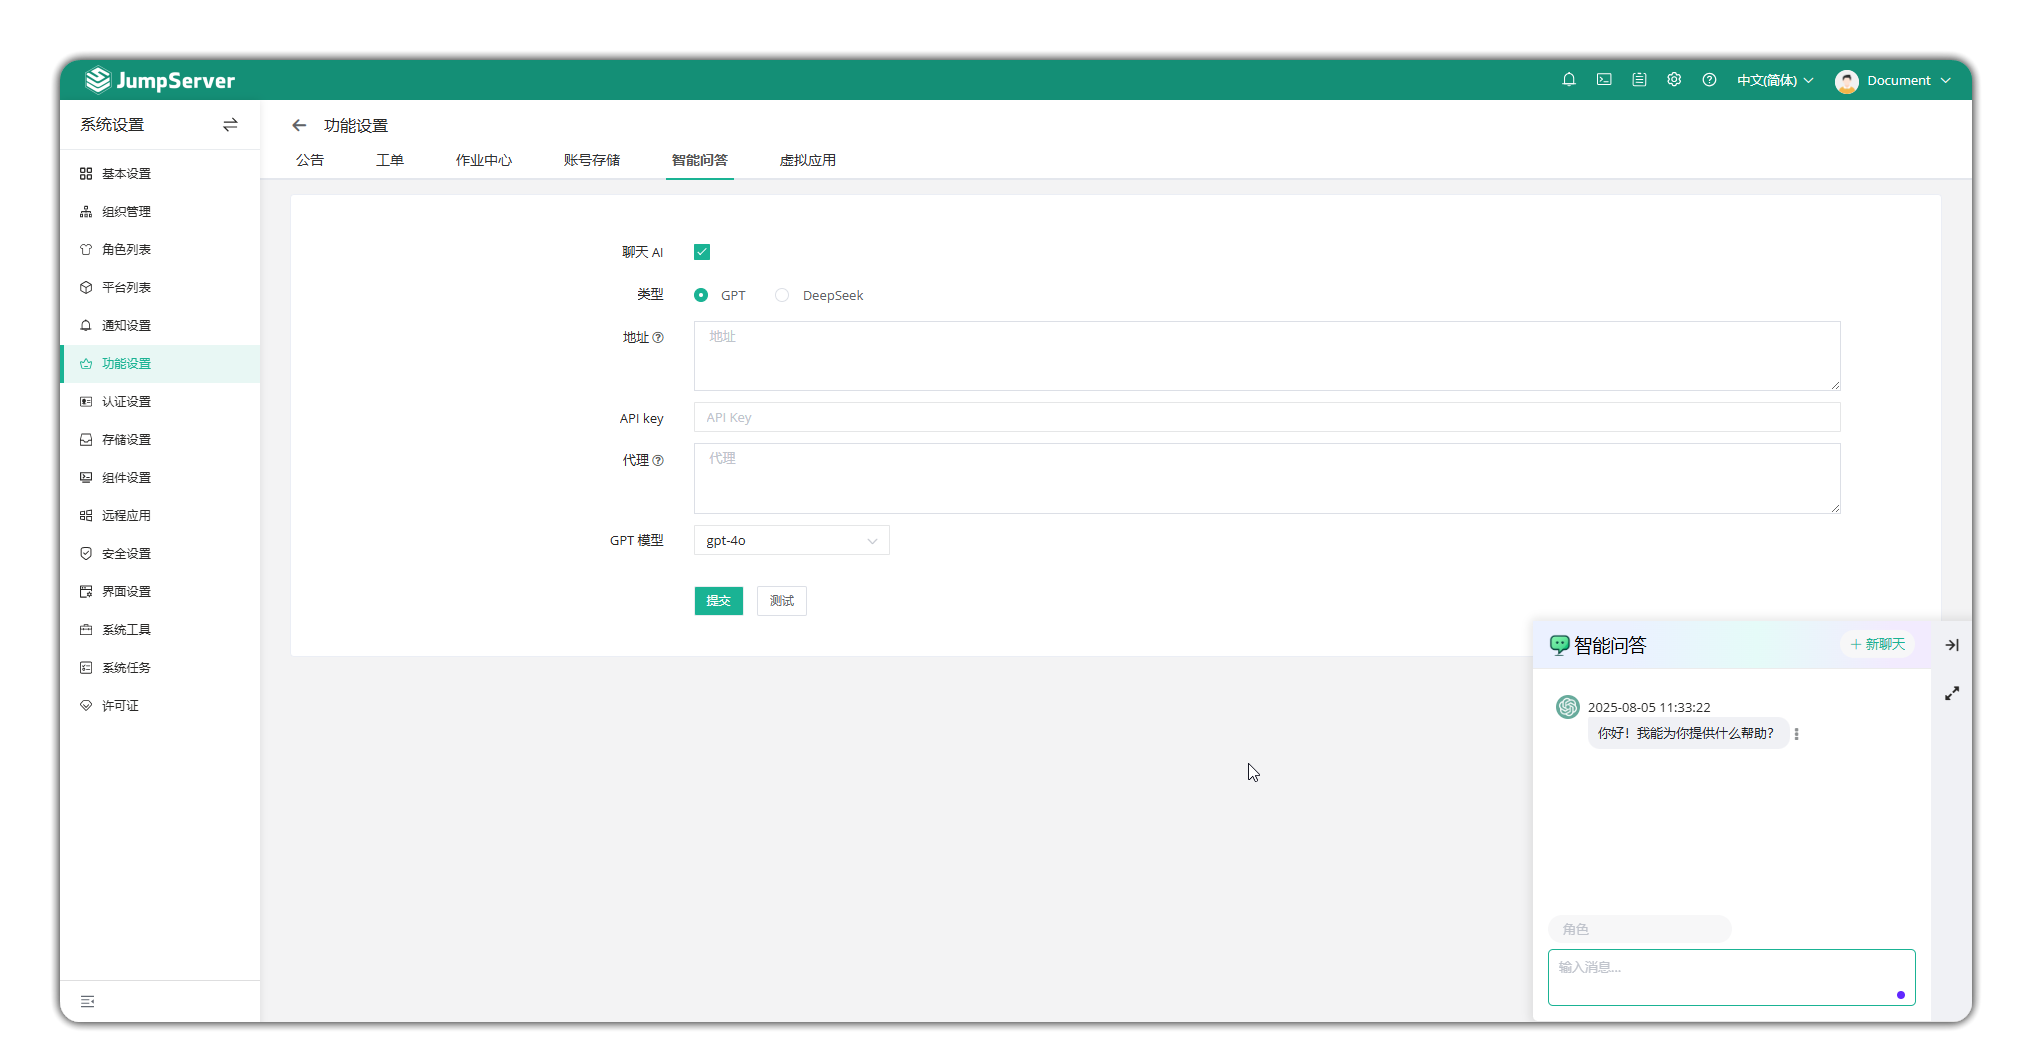 JumpServer
中文(简体)
Document
系统设置
基本设置
组织管理
角色列表
平台列表
通知设置
功能设置
认证设置
存储设置
组件设置
远程应用
安全设置
界面设置
系统工具
系统任务
许可证
功能设置
公告 工单 作业中心 账号存储 智能问答 虚拟应用
聊天 AI
类型 GPT DeepSeek
地址 地址
API key API Key
代理 代理
GPT 模型 gpt-4o
提交 测试
智能问答 新聊天
2025-08-05 11:33:22
你好！我能为你提供什么帮助？
角色
输入消息...